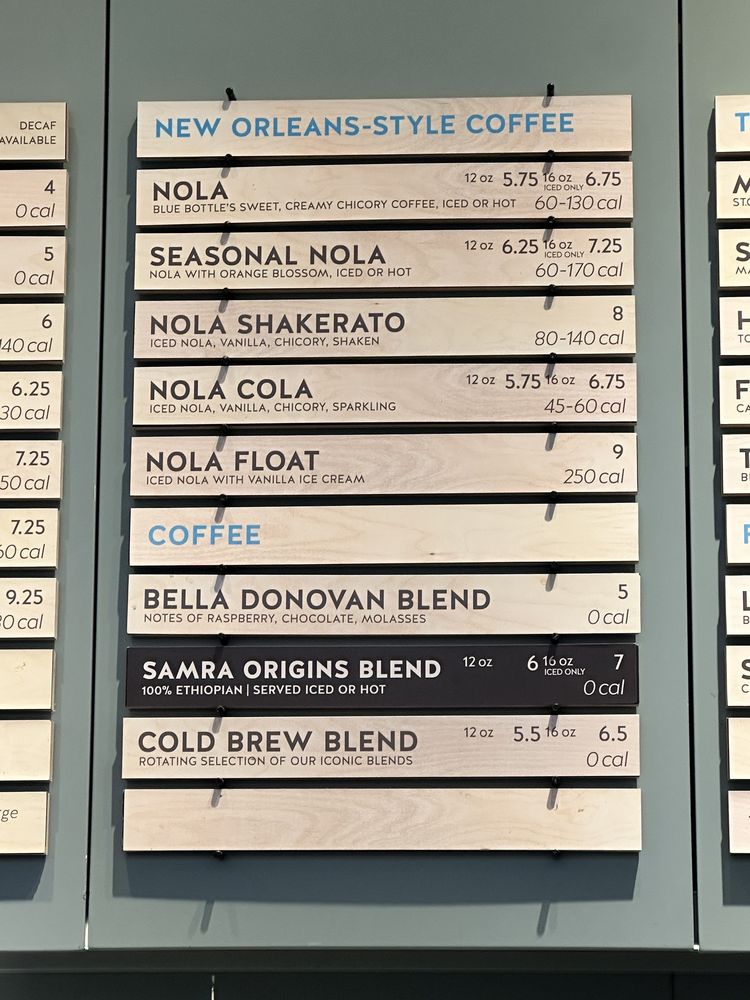 DECAF
AVAILABLE
4
0 cal
5
0 cal
6
140 cal
6.25
30 cal
7.25
50 cal
7.25
60 cal
9.25
NEW ORLEANS-STYLE COFFEE
NOLA 12 oz 5.75 16 oz ICED ONLY 6.75
BLUE BOTTLE'S SWEET, CREAMY CHICORY COFFEE, ICED OR HOT 60-130 cal
SEASONAL NOLA 12 oz 6.25 16 oz ICED ONLY 7.25
NOLA WITH ORANGE BLOSSOM, ICED OR HOT 60-170 cal
NOLA SHAKERATO 8
ICED NOLA, VANILLA, CHICORY, SHAKEN 80-140 cal
NOLA COLA 12 oz 5.75 16 oz 6.75
ICED NOLA, VANILLA, CHICORY, SPARKLING 45-60 cal
NOLA FLOAT 9
ICED NOLA WITH VANILLA ICE CREAM 250 cal
COFFEE
BELLA DONOVAN BLEND 5
NOTES OF RASPBERRY, CHOCOLATE, MOLASSES 0 cal
SAMRA ORIGINS BLEND 12 oz 6 16 oz ICED ONLY 7
100% ETHIOPIAN | SERVED ICED OR HOT 0 cal
COLD BREW BLEND 12 oz 5.5 16 oz 6.5
ROTATING SELECTION OF OUR ICONIC BLENDS 0 cal